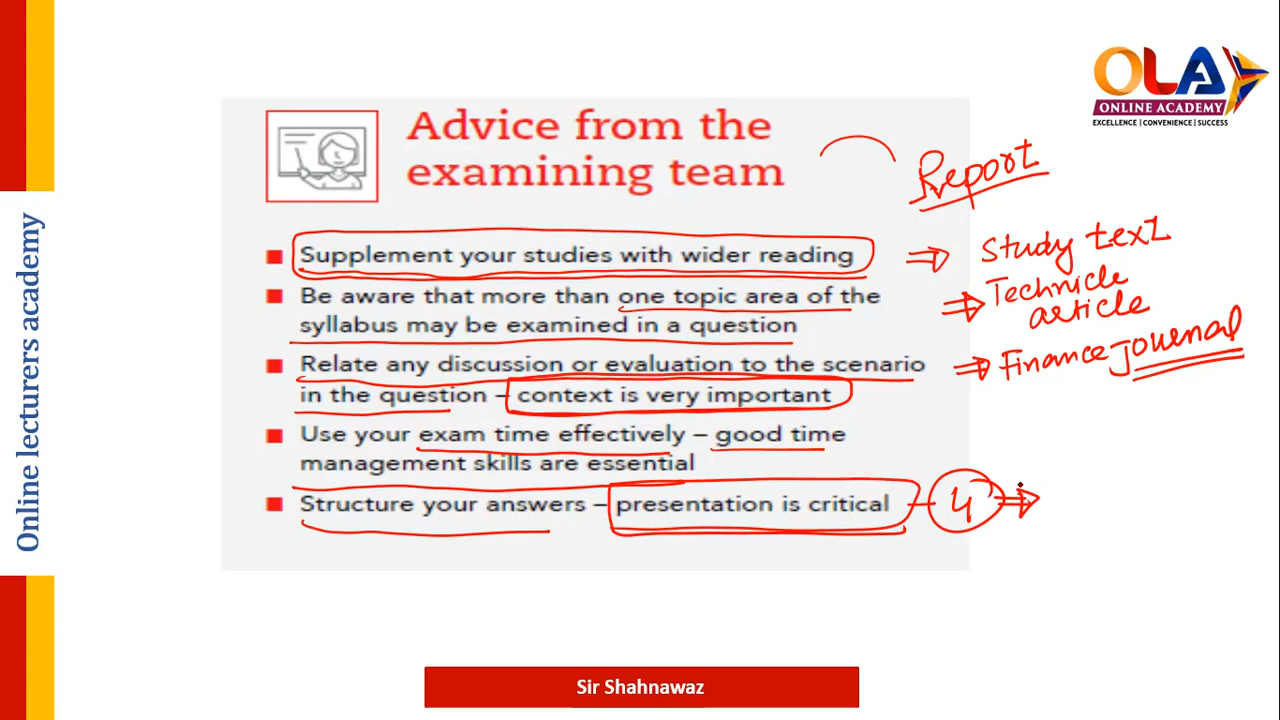 OLA
ONLINE ACADEMY
EXCELLENCE | CONVENIENCE | SUCCESS
Online lecturers academy
Advice from the
examining team
Report
■ Supplement your studies with wider reading
⇒ Study text
■ Be aware that more than one topic area of the
syllabus may be examined in a question
⇒ Technicle
article
■ Relate any discussion or evaluation to the scenario
in the question – context is very important
⇒ Finance journal
■ Use your exam time effectively – good time
management skills are essential
■ Structure your answers – presentation is critical – 4 ⇒
Sir Shahnawaz